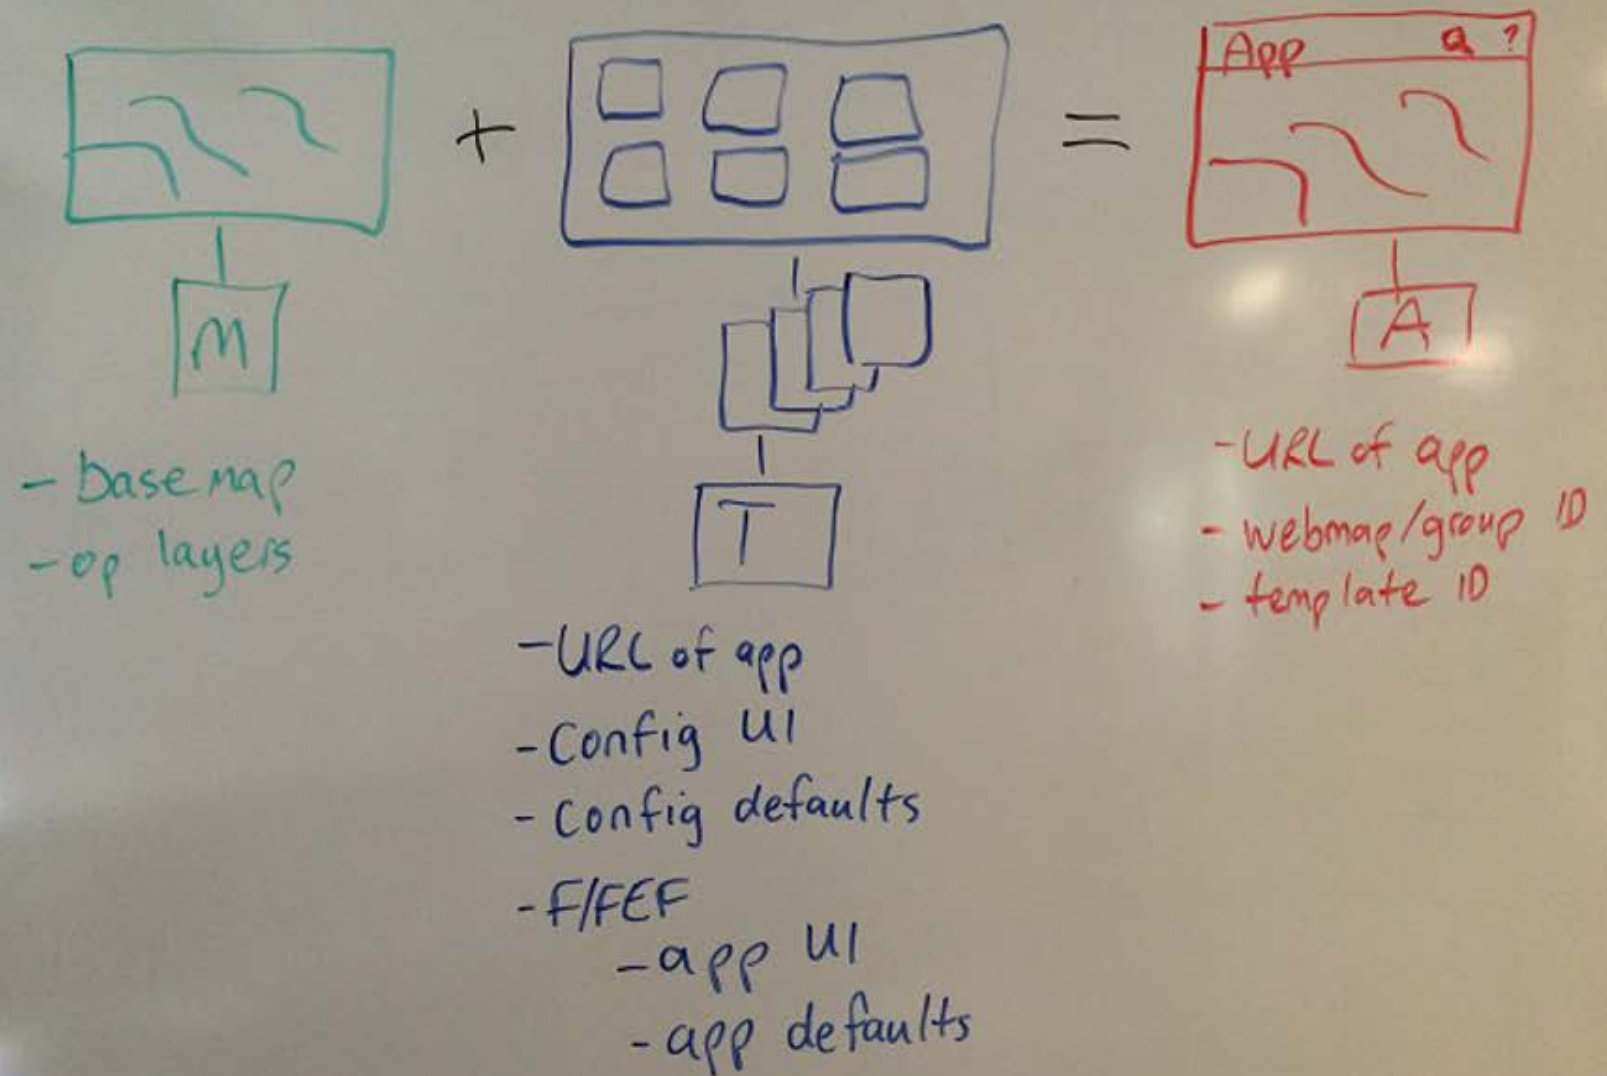 +
=
App ?
M
A
T
- basemap
- op layers
- URL of app
- webmap/group ID
- template ID
- URL of app
- Config UI
- Config defaults
- F/FEF
- app UI
- app defaults